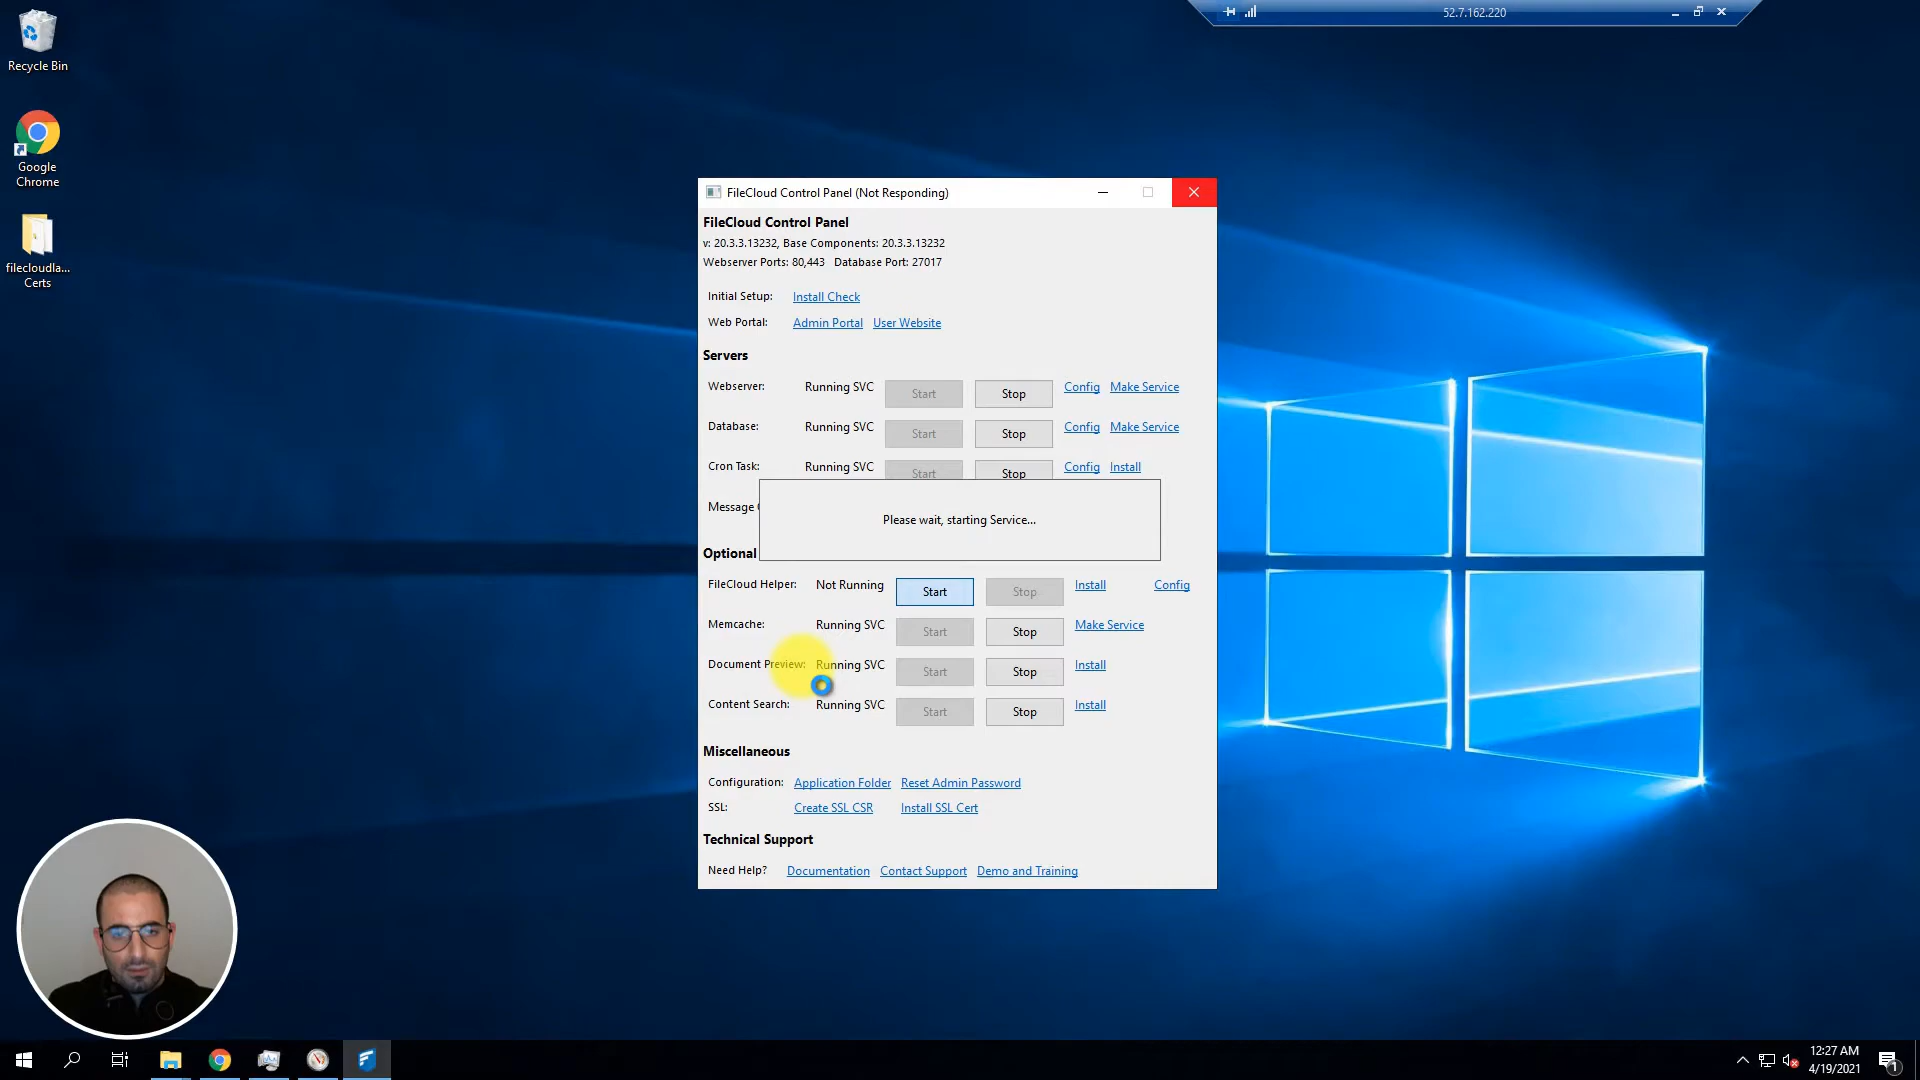 Recycle Bin
Google
Chrome
filecloudla...
Certs
52.7.162.220
FileCloud Control Panel (Not Responding)
FileCloud Control Panel
v: 20.3.3.13232, Base Components: 20.3.3.13232
Webserver Ports: 80,443 Database Port: 27017
Initial Setup: Install Check
Web Portal: Admin Portal User Website
Servers
Webserver: Running SVC Start Stop Config Make Service
Database: Running SVC Start Stop Config Make Service
Cron Task: Running SVC Start Stop Config Install
Message
Please wait, starting Service...
Optional
FileCloud Helper: Not Running Start Stop Install Config
Memcache: Running SVC Start Stop Make Service
Document Preview: Running SVC Start Stop Install
Content Search: Running SVC Start Stop Install
Miscellaneous
Configuration: Application Folder Reset Admin Password
SSL: Create SSL CSR Install SSL Cert
Technical Support
Need Help? Documentation Contact Support Demo and Training
12:27 AM
4/19/2021
1